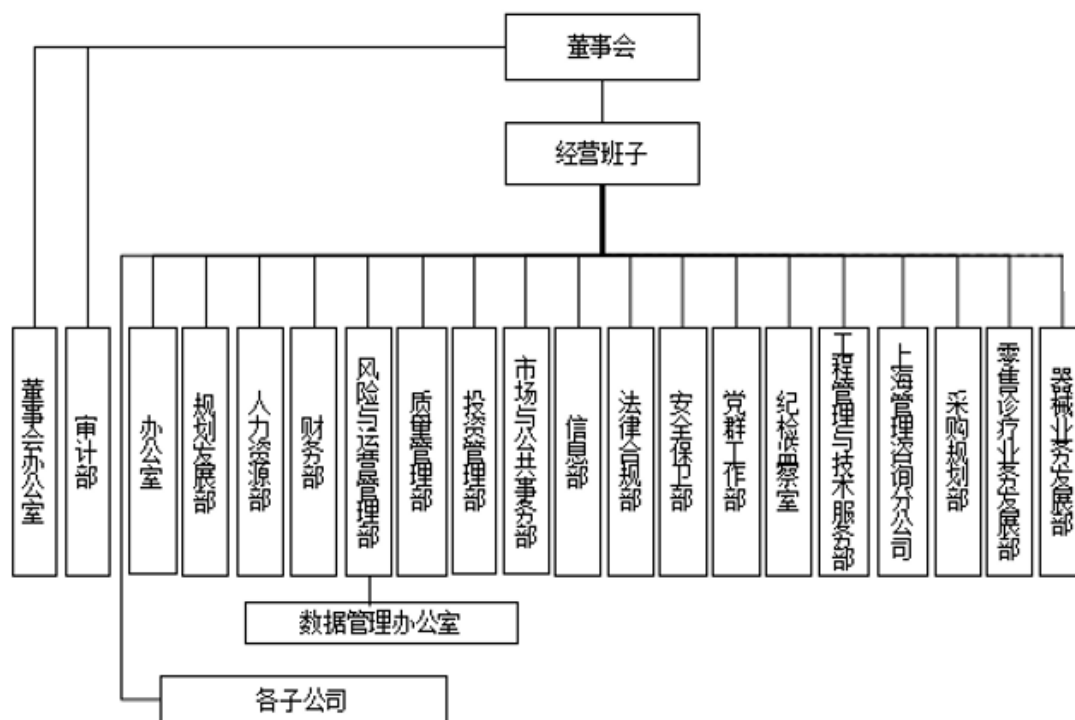 董事会
经营班子
董事会办公室
审计部
办公室
规划发展部
人力资源部
财务部
风险与运营管理部
质量管理部
投资管理部
市场与公共事务部
信息部
法律合规部
安全保卫部
党群工作部
纪检监察室
工程管理与技术服务部
上海管理咨询分公司
采购规划部
零售诊疗业务发展部
器械业务发展部
数据管理办公室
各子公司